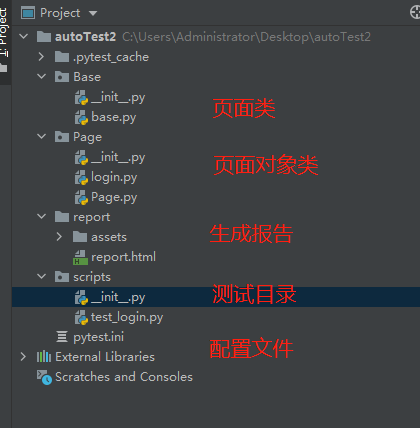 1: Project
Project
autoTest2 C:\Users\Administrator\Desktop\autoTest2
.pytest_cache
Base
__init__.py
base.py
页面类
Page
__init__.py
login.py
页面对象类
Page.py
report
assets
生成报告
report.html
scripts
__init__.py
测试目录
test_login.py
pytest.ini
配置文件
External Libraries
Scratches and Consoles